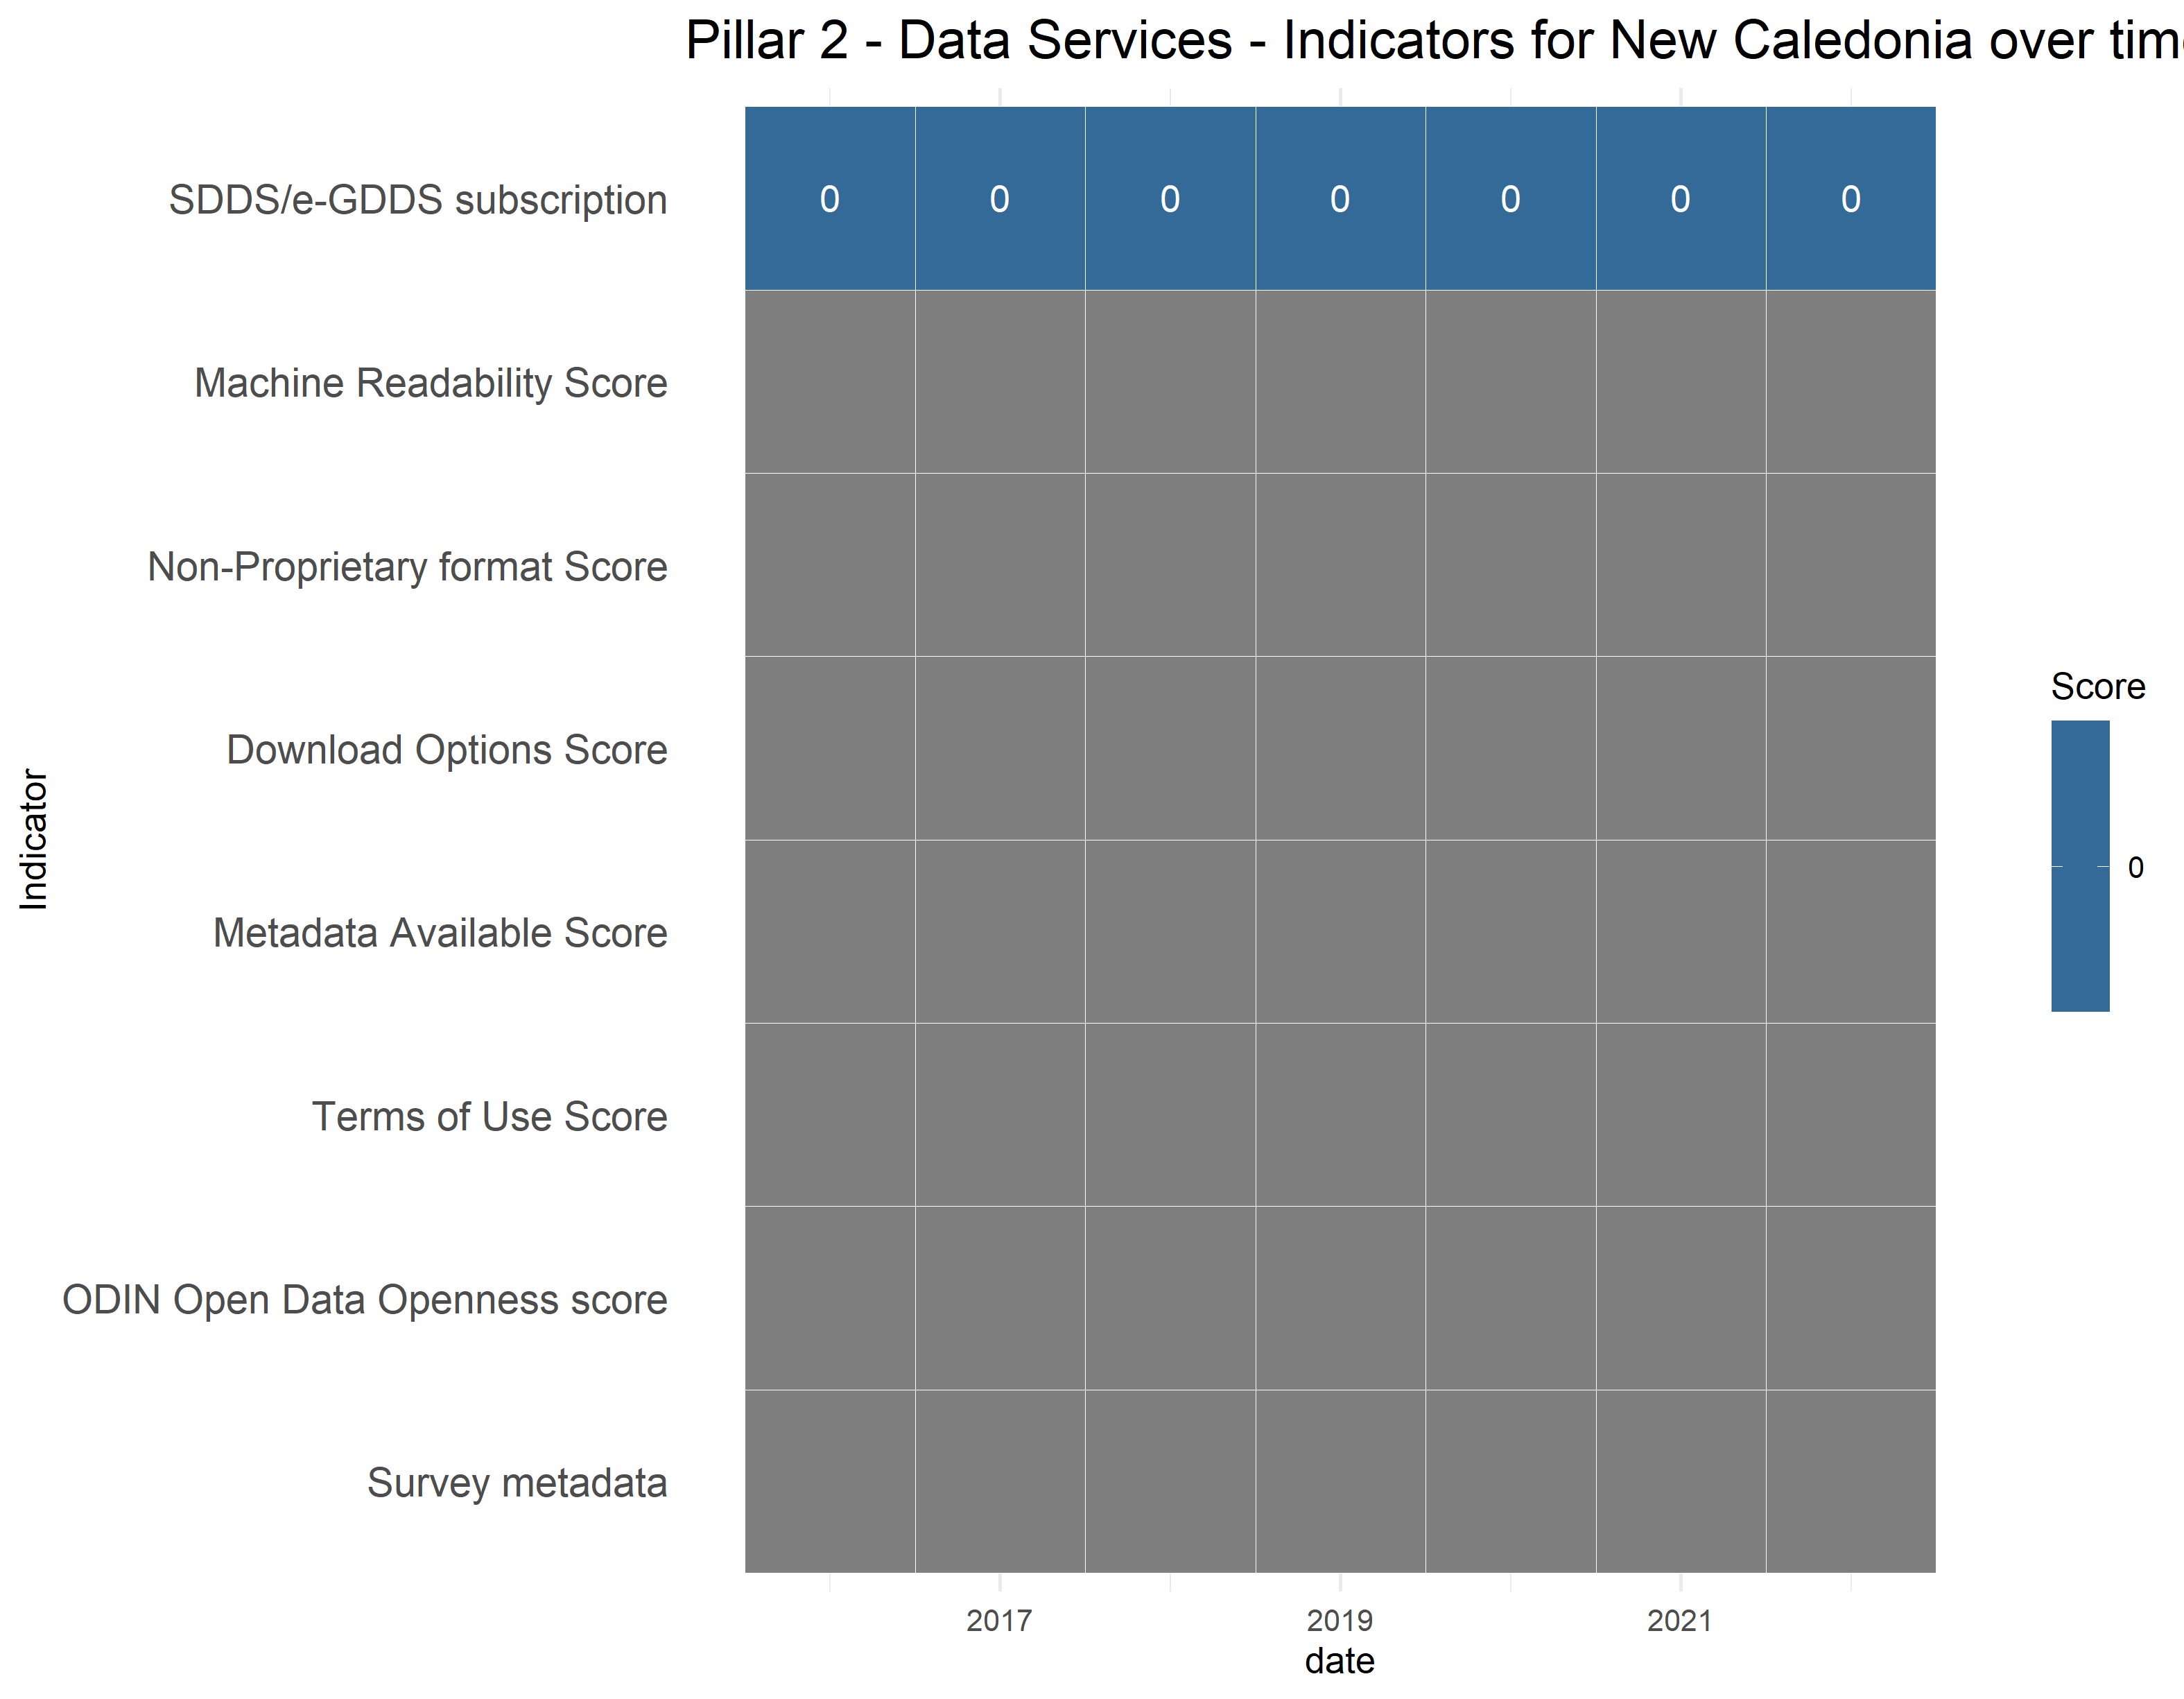 Pillar 2 - Data Services - Indicators for New Caledonia over tim
SDDS/e-GDDS subscription
0 0 0 0 0 0 0
Machine Readability Score
Non-Proprietary format Score
Download Options Score
Metadata Available Score
Terms of Use Score
ODIN Open Data Openness score
Survey metadata
Indicator
2017 2019 2021
date
Score
0